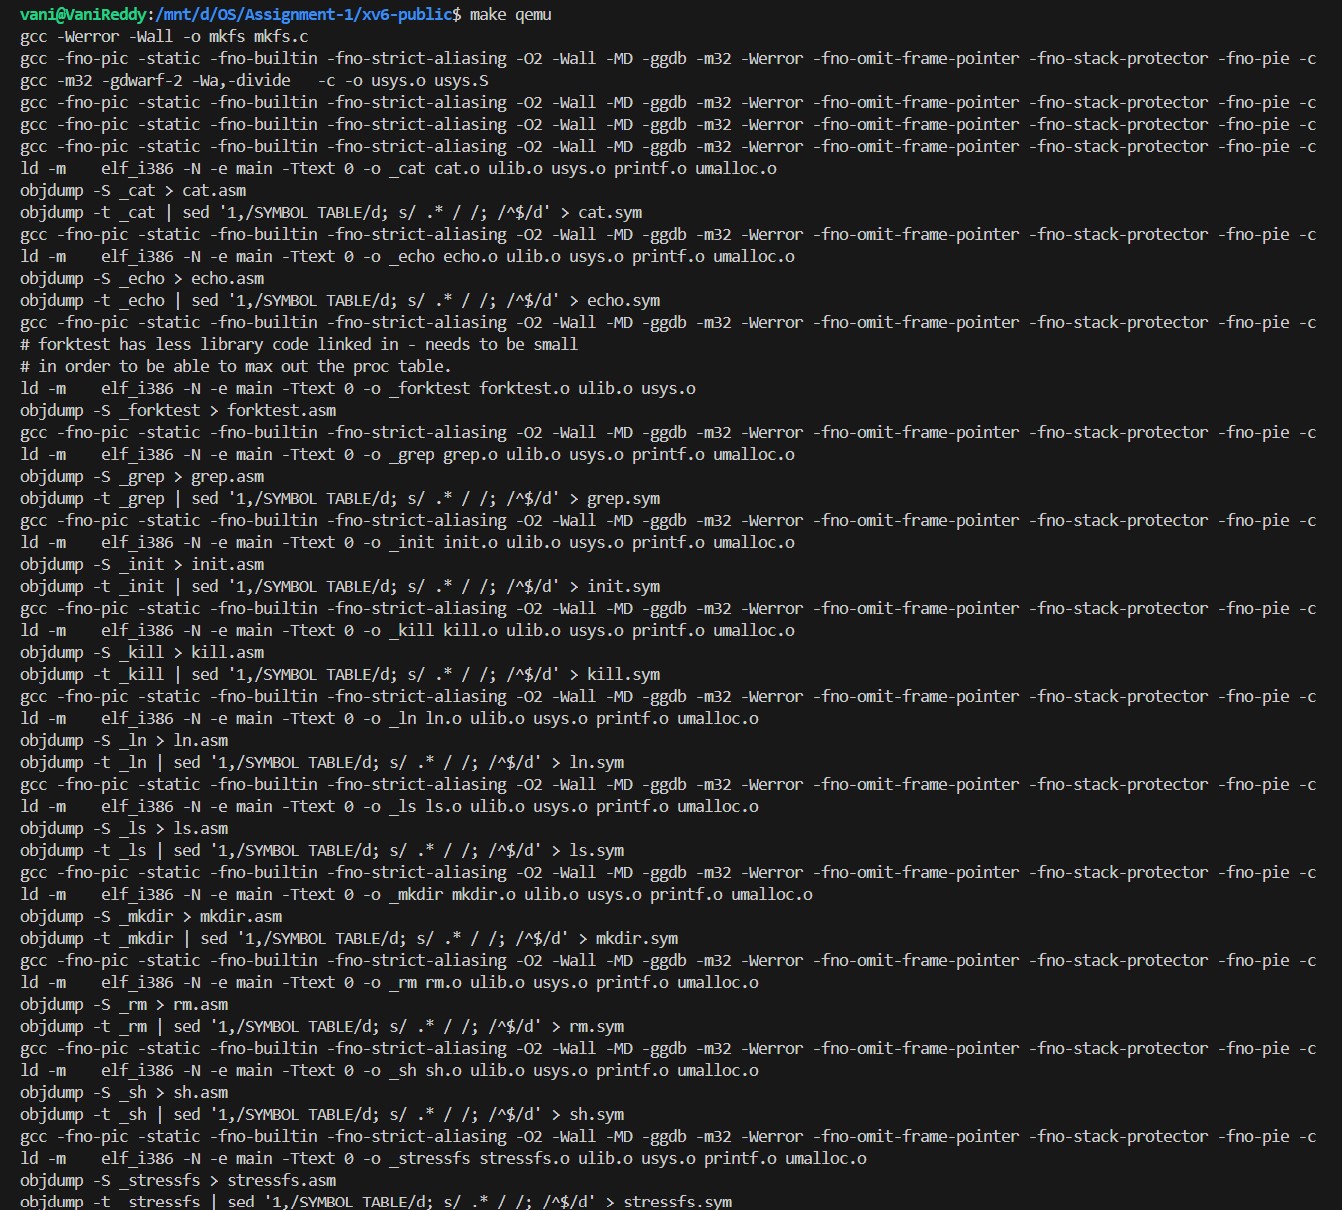 vani@VaniReddy:/mnt/d/OS/Assignment-1/xv6-public$ make qemu
gcc -Werror -Wall -o mkfs mkfs.c
gcc -fno-pic -static -fno-builtin -fno-strict-aliasing -O2 -Wall -MD -ggdb -m32 -Werror -fno-omit-frame-pointer -fno-stack-protector -fno-pie -c
gcc -m32 -gdwarf-2 -Wa,-divide   -c -o usys.o usys.S
gcc -fno-pic -static -fno-builtin -fno-strict-aliasing -O2 -Wall -MD -ggdb -m32 -Werror -fno-omit-frame-pointer -fno-stack-protector -fno-pie -c
gcc -fno-pic -static -fno-builtin -fno-strict-aliasing -O2 -Wall -MD -ggdb -m32 -Werror -fno-omit-frame-pointer -fno-stack-protector -fno-pie -c
gcc -fno-pic -static -fno-builtin -fno-strict-aliasing -O2 -Wall -MD -ggdb -m32 -Werror -fno-omit-frame-pointer -fno-stack-protector -fno-pie -c
ld -m    elf_i386 -N -e main -Ttext 0 -o _cat cat.o ulib.o usys.o printf.o umalloc.o
objdump -S _cat > cat.asm
objdump -t _cat | sed '1,/SYMBOL TABLE/d; s/ .* / /; /^$/d' > cat.sym
gcc -fno-pic -static -fno-builtin -fno-strict-aliasing -O2 -Wall -MD -ggdb -m32 -Werror -fno-omit-frame-pointer -fno-stack-protector -fno-pie -c
ld -m    elf_i386 -N -e main -Ttext 0 -o _echo echo.o ulib.o usys.o printf.o umalloc.o
objdump -S _echo > echo.asm
objdump -t _echo | sed '1,/SYMBOL TABLE/d; s/ .* / /; /^$/d' > echo.sym
gcc -fno-pic -static -fno-builtin -fno-strict-aliasing -O2 -Wall -MD -ggdb -m32 -Werror -fno-omit-frame-pointer -fno-stack-protector -fno-pie -c
# forktest has less library code linked in - needs to be small
# in order to be able to max out the proc table.
ld -m    elf_i386 -N -e main -Ttext 0 -o _forktest forktest.o ulib.o usys.o
objdump -S _forktest > forktest.asm
gcc -fno-pic -static -fno-builtin -fno-strict-aliasing -O2 -Wall -MD -ggdb -m32 -Werror -fno-omit-frame-pointer -fno-stack-protector -fno-pie -c
ld -m    elf_i386 -N -e main -Ttext 0 -o _grep grep.o ulib.o usys.o printf.o umalloc.o
objdump -S _grep > grep.asm
objdump -t _grep | sed '1,/SYMBOL TABLE/d; s/ .* / /; /^$/d' > grep.sym
gcc -fno-pic -static -fno-builtin -fno-strict-aliasing -O2 -Wall -MD -ggdb -m32 -Werror -fno-omit-frame-pointer -fno-stack-protector -fno-pie -c
ld -m    elf_i386 -N -e main -Ttext 0 -o _init init.o ulib.o usys.o printf.o umalloc.o
objdump -S _init > init.asm
objdump -t _init | sed '1,/SYMBOL TABLE/d; s/ .* / /; /^$/d' > init.sym
gcc -fno-pic -static -fno-builtin -fno-strict-aliasing -O2 -Wall -MD -ggdb -m32 -Werror -fno-omit-frame-pointer -fno-stack-protector -fno-pie -c
ld -m    elf_i386 -N -e main -Ttext 0 -o _kill kill.o ulib.o usys.o printf.o umalloc.o
objdump -S _kill > kill.asm
objdump -t _kill | sed '1,/SYMBOL TABLE/d; s/ .* / /; /^$/d' > kill.sym
gcc -fno-pic -static -fno-builtin -fno-strict-aliasing -O2 -Wall -MD -ggdb -m32 -Werror -fno-omit-frame-pointer -fno-stack-protector -fno-pie -c
ld -m    elf_i386 -N -e main -Ttext 0 -o _ln ln.o ulib.o usys.o printf.o umalloc.o
objdump -S _ln > ln.asm
objdump -t _ln | sed '1,/SYMBOL TABLE/d; s/ .* / /; /^$/d' > ln.sym
gcc -fno-pic -static -fno-builtin -fno-strict-aliasing -O2 -Wall -MD -ggdb -m32 -Werror -fno-omit-frame-pointer -fno-stack-protector -fno-pie -c
ld -m    elf_i386 -N -e main -Ttext 0 -o _ls ls.o ulib.o usys.o printf.o umalloc.o
objdump -S _ls > ls.asm
objdump -t _ls | sed '1,/SYMBOL TABLE/d; s/ .* / /; /^$/d' > ls.sym
gcc -fno-pic -static -fno-builtin -fno-strict-aliasing -O2 -Wall -MD -ggdb -m32 -Werror -fno-omit-frame-pointer -fno-stack-protector -fno-pie -c
ld -m    elf_i386 -N -e main -Ttext 0 -o _mkdir mkdir.o ulib.o usys.o printf.o umalloc.o
objdump -S _mkdir > mkdir.asm
objdump -t _mkdir | sed '1,/SYMBOL TABLE/d; s/ .* / /; /^$/d' > mkdir.sym
gcc -fno-pic -static -fno-builtin -fno-strict-aliasing -O2 -Wall -MD -ggdb -m32 -Werror -fno-omit-frame-pointer -fno-stack-protector -fno-pie -c
ld -m    elf_i386 -N -e main -Ttext 0 -o _rm rm.o ulib.o usys.o printf.o umalloc.o
objdump -S _rm > rm.asm
objdump -t _rm | sed '1,/SYMBOL TABLE/d; s/ .* / /; /^$/d' > rm.sym
gcc -fno-pic -static -fno-builtin -fno-strict-aliasing -O2 -Wall -MD -ggdb -m32 -Werror -fno-omit-frame-pointer -fno-stack-protector -fno-pie -c
ld -m    elf_i386 -N -e main -Ttext 0 -o _sh sh.o ulib.o usys.o printf.o umalloc.o
objdump -S _sh > sh.asm
objdump -t _sh | sed '1,/SYMBOL TABLE/d; s/ .* / /; /^$/d' > sh.sym
gcc -fno-pic -static -fno-builtin -fno-strict-aliasing -O2 -Wall -MD -ggdb -m32 -Werror -fno-omit-frame-pointer -fno-stack-protector -fno-pie -c
ld -m    elf_i386 -N -e main -Ttext 0 -o _stressfs stressfs.o ulib.o usys.o printf.o umalloc.o
objdump -S _stressfs > stressfs.asm
objdump -t _stressfs | sed '1,/SYMBOL TABLE/d; s/ .* / /; /^$/d' > stressfs.sym